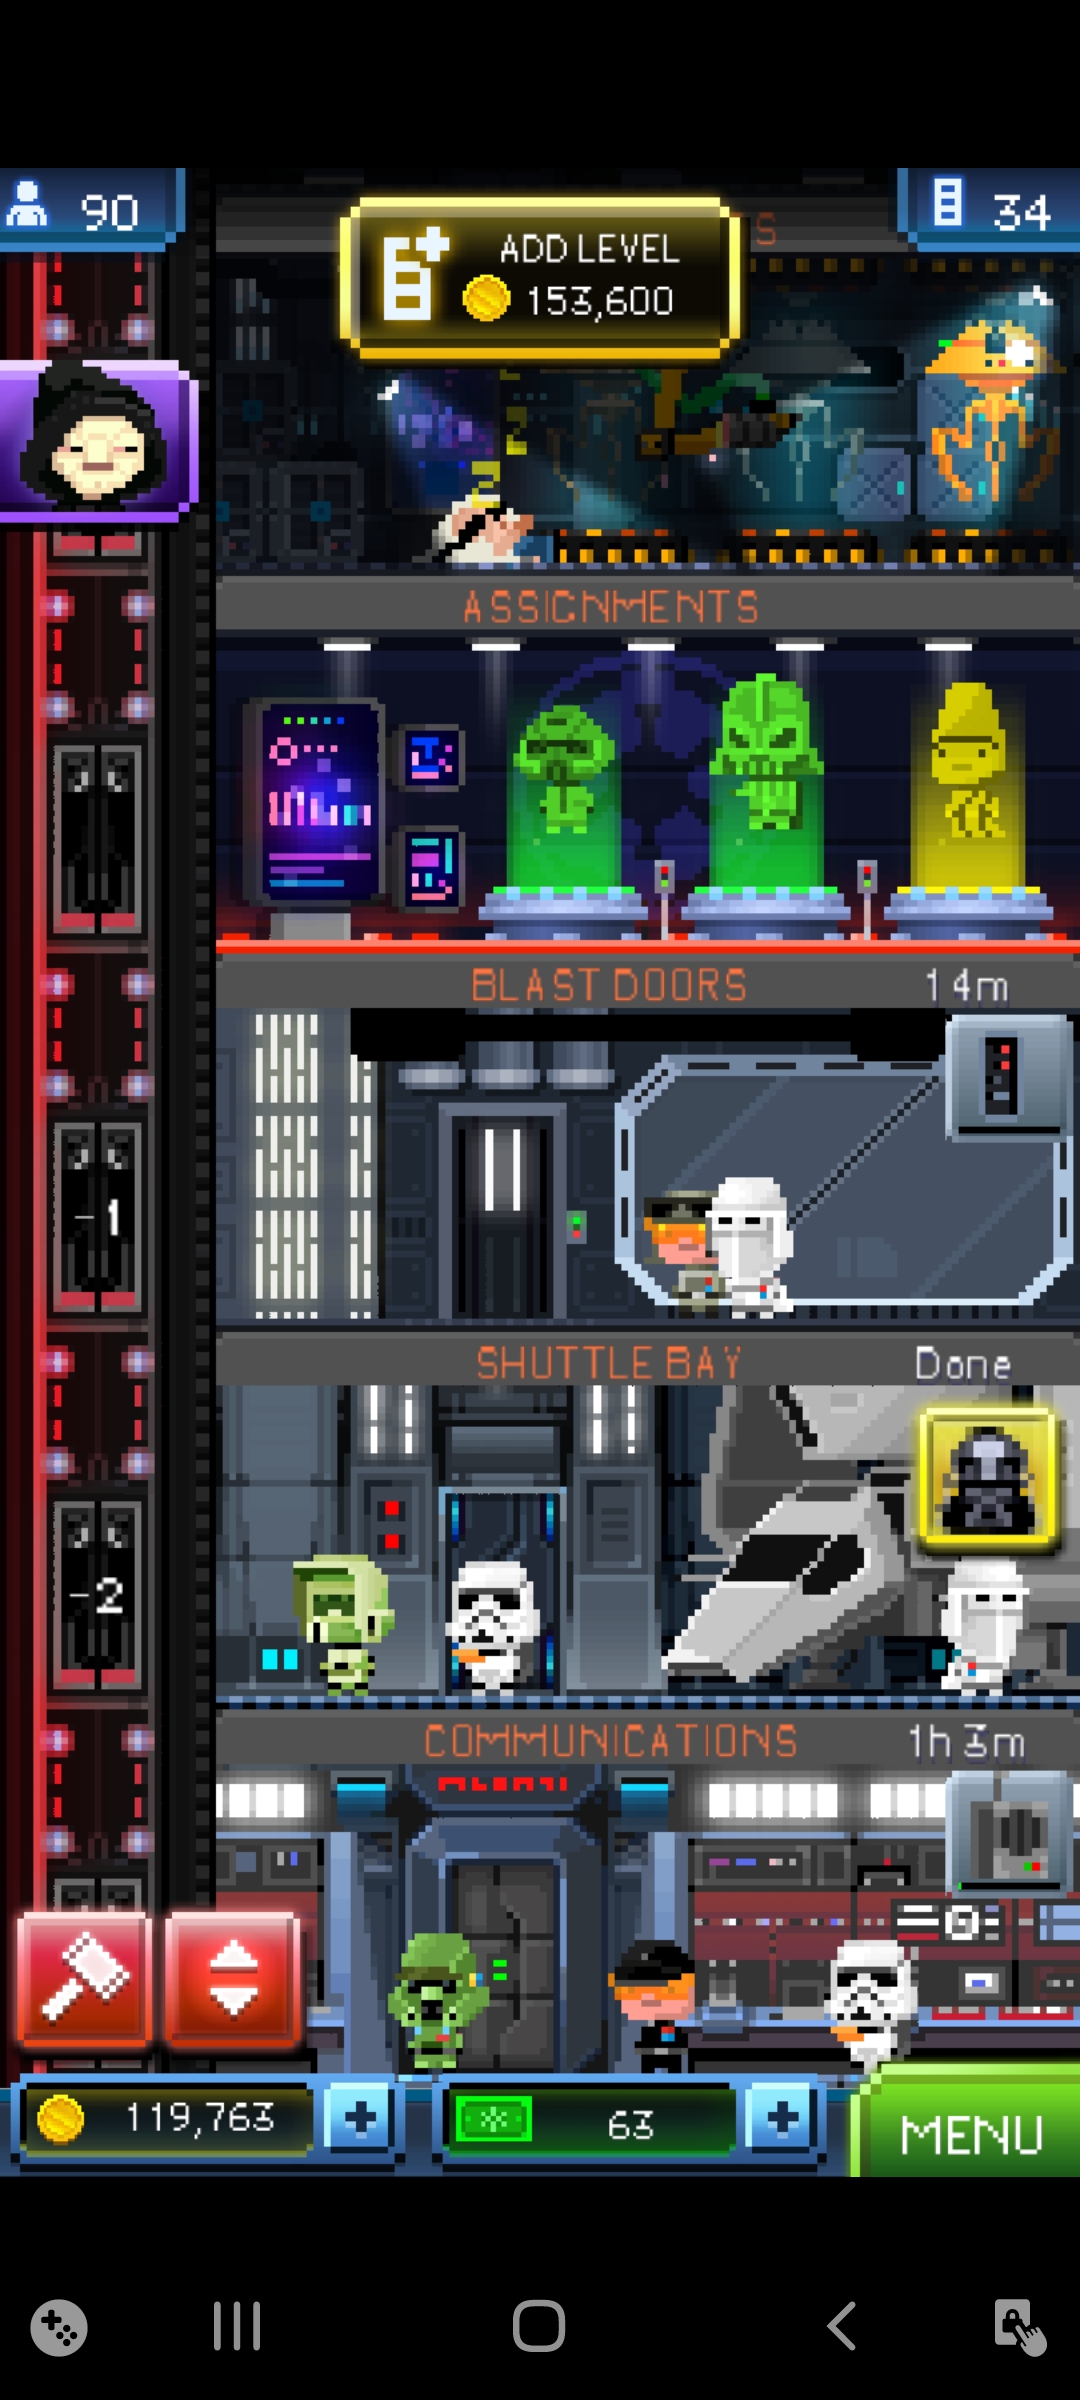 90
34
S
ADD LEVEL
153,600
ASSIGNMENTS
BLAST DOORS 14m
-1
SHUTTLE BAY Done
-2
COMMUNICATIONS 1h 3m
119,763
63
MENU